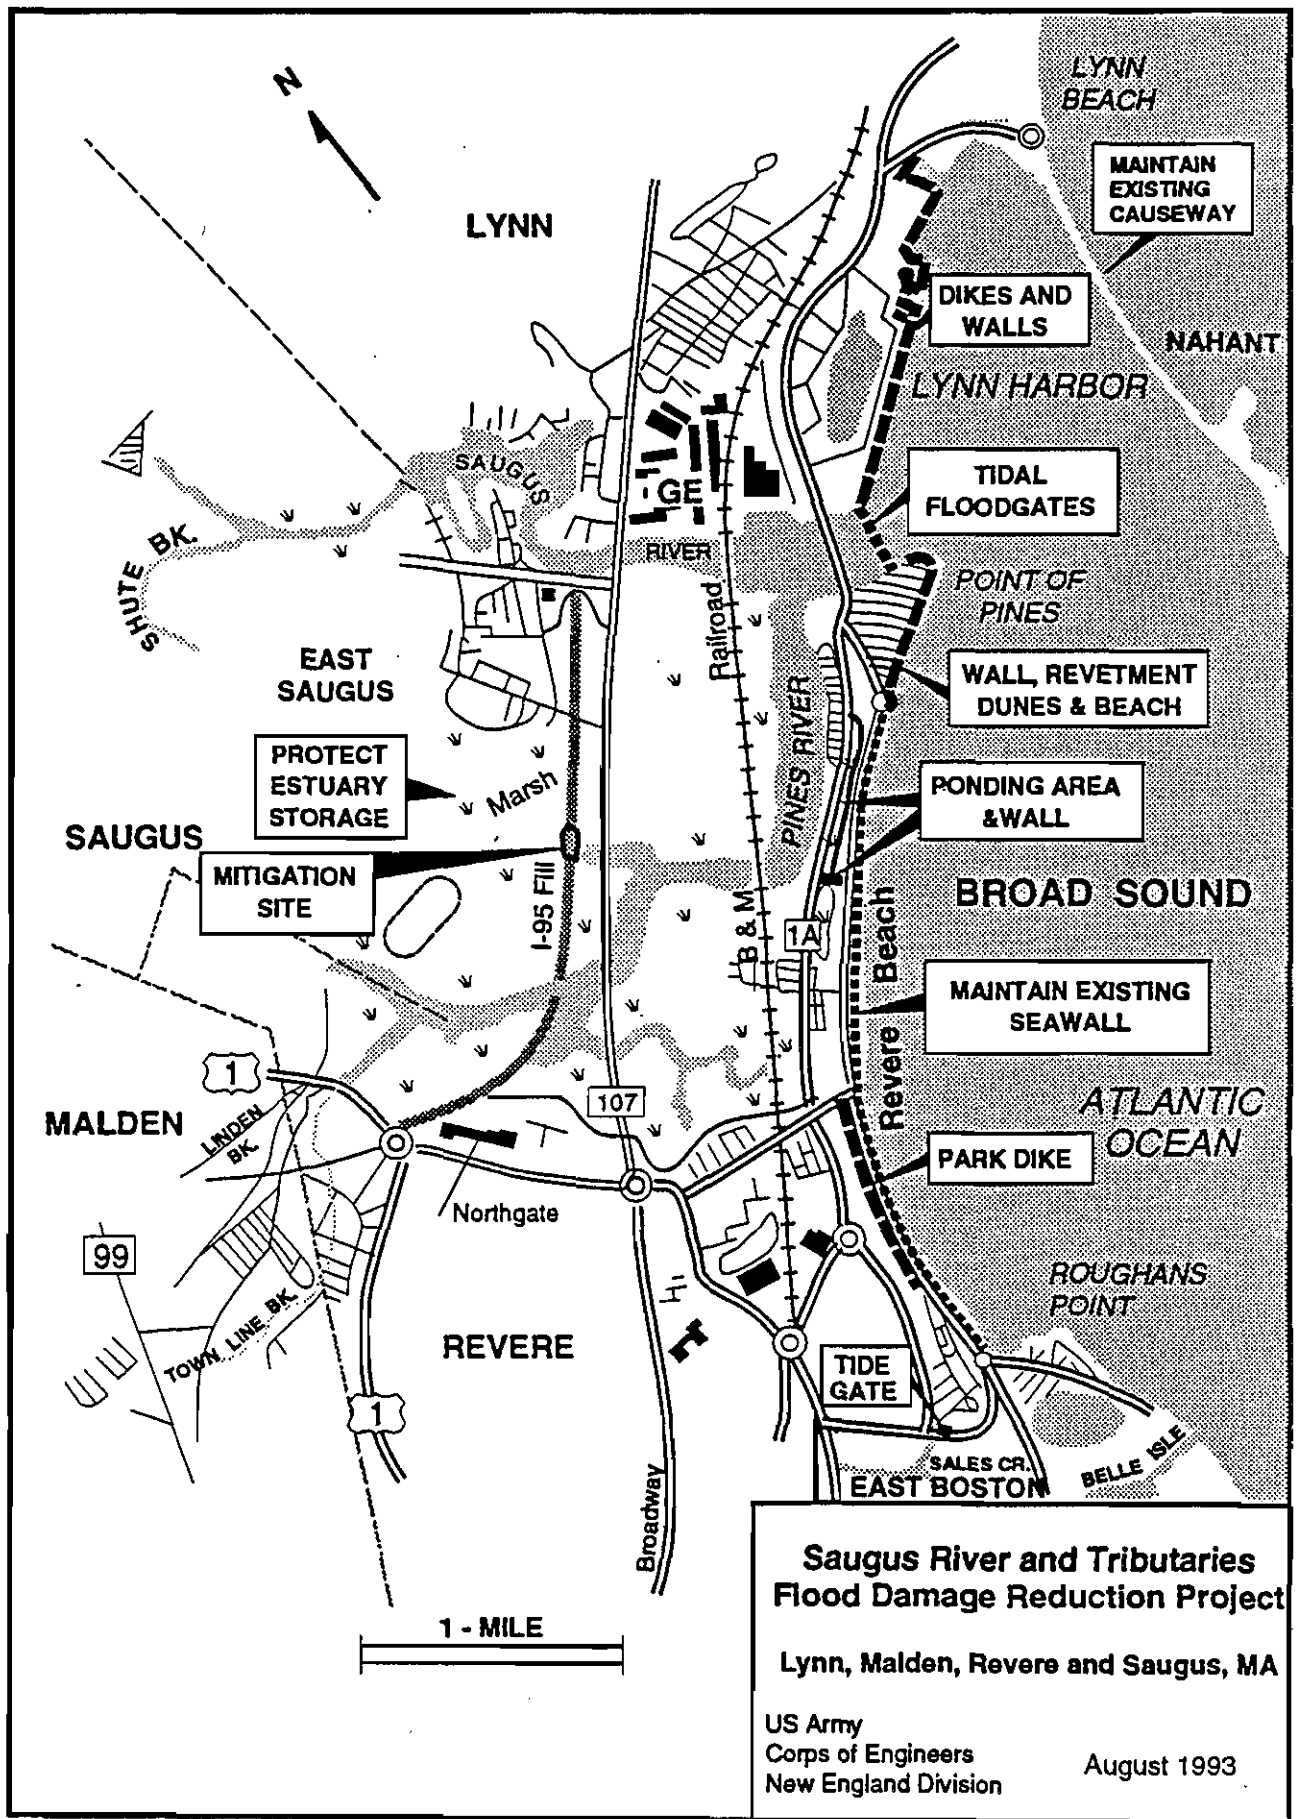 N
LYNN
BEACH
MAINTAIN
EXISTING
CAUSEWAY
LYNN
DIKES AND
WALLS
NAHANT
LYNN HARBOR
SAUGUS
GE
TIDAL
FLOODGATES
RIVER
SHUTE BK.
POINT OF
PINES
Railroad
EAST
SAUGUS
WALL, REVETMENT
DUNES & BEACH
PINES RIVER
PROTECT
ESTUARY
STORAGE
Marsh
PONDING AREA
&WALL
SAUGUS
MITIGATION
SITE
I-95 Fill
BROAD SOUND
B & M
1A
Revere Beach
MAINTAIN EXISTING
SEAWALL
1
107
MALDEN
LINDEN
BK.
ATLANTIC
OCEAN
PARK DIKE
Northgate
99
ROUGHANS
POINT
TOWN LINE BK.
REVERE
TIDE
GATE
1
SALES CR.
BELLE ISLE
EAST BOSTON
Broadway
1 - MILE
Saugus River and Tributaries
Flood Damage Reduction Project
Lynn, Malden, Revere and Saugus, MA
US Army
Corps of Engineers
New England Division
August 1993